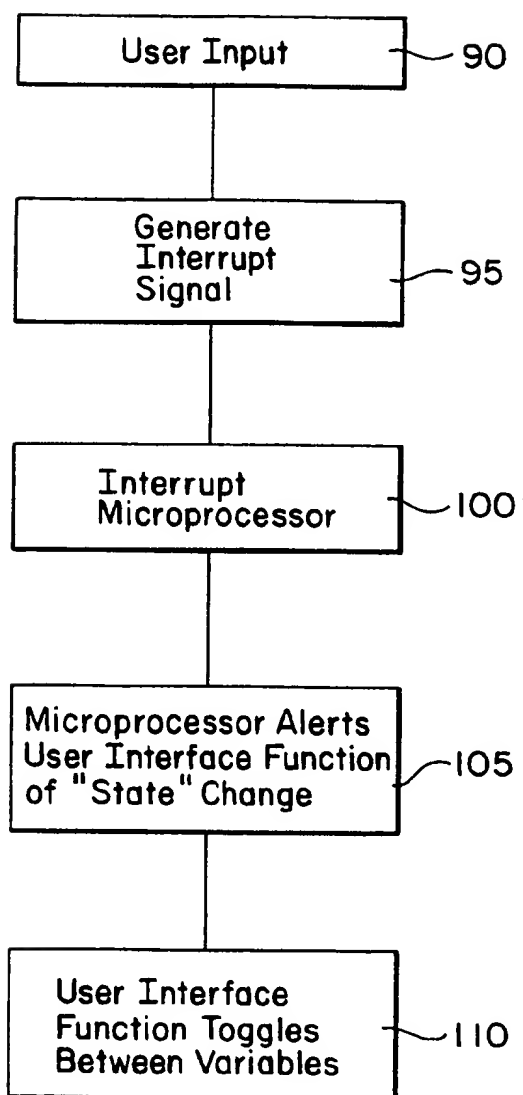 User Input
90
Generate
Interrupt
Signal
95
Interrupt
Microprocessor
100
Microprocessor Alerts
User Interface Function
of "State" Change
105
User Interface
Function Toggles
Between Variables
110